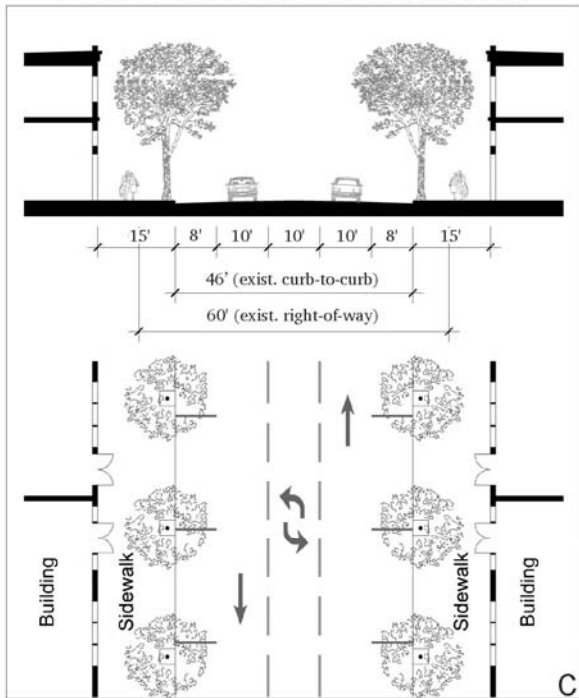 15' 8' 10' 10' 10' 8' 15'
46' (exist. curb-to-curb)
60' (exist. right-of-way)
Building
Sidewalk
Sidewalk
Building
C